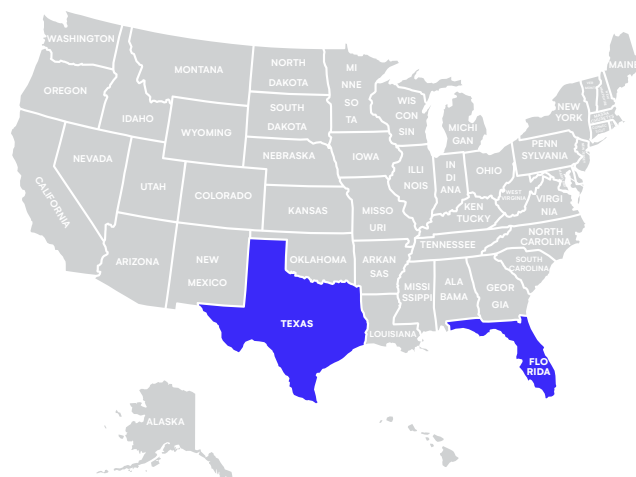 WASHINGTON
OREGON
CALIFORNIA
NEVADA
IDAHO
MONTANA
WYOMING
UTAH
COLORADO
ARIZONA
NEW
MEXICO
NORTH
DAKOTA
SOUTH
DAKOTA
NEBRASKA
KANSAS
OKLAHOMA
TEXAS
MI
NNE
SO
TA
IOWA
MISSO
URI
ARKAN
SAS
LOUISIANA
WIS
CON
SIN
ILLI
NOIS
MICHI
GAN
IN
DI
ANA
OHIO
KEN
TUCKY
TENNESSEE
MISSI
SSIPPI
ALA
BAMA
GEOR
GIA
FLO
RIDA
SOUTH
CAROLINA
NORTH
CAROLINA
VIRGI
NIA
WEST
VIRGINIA
PENN
SYLVANIA
NEW
YORK
MAIN
ALASKA